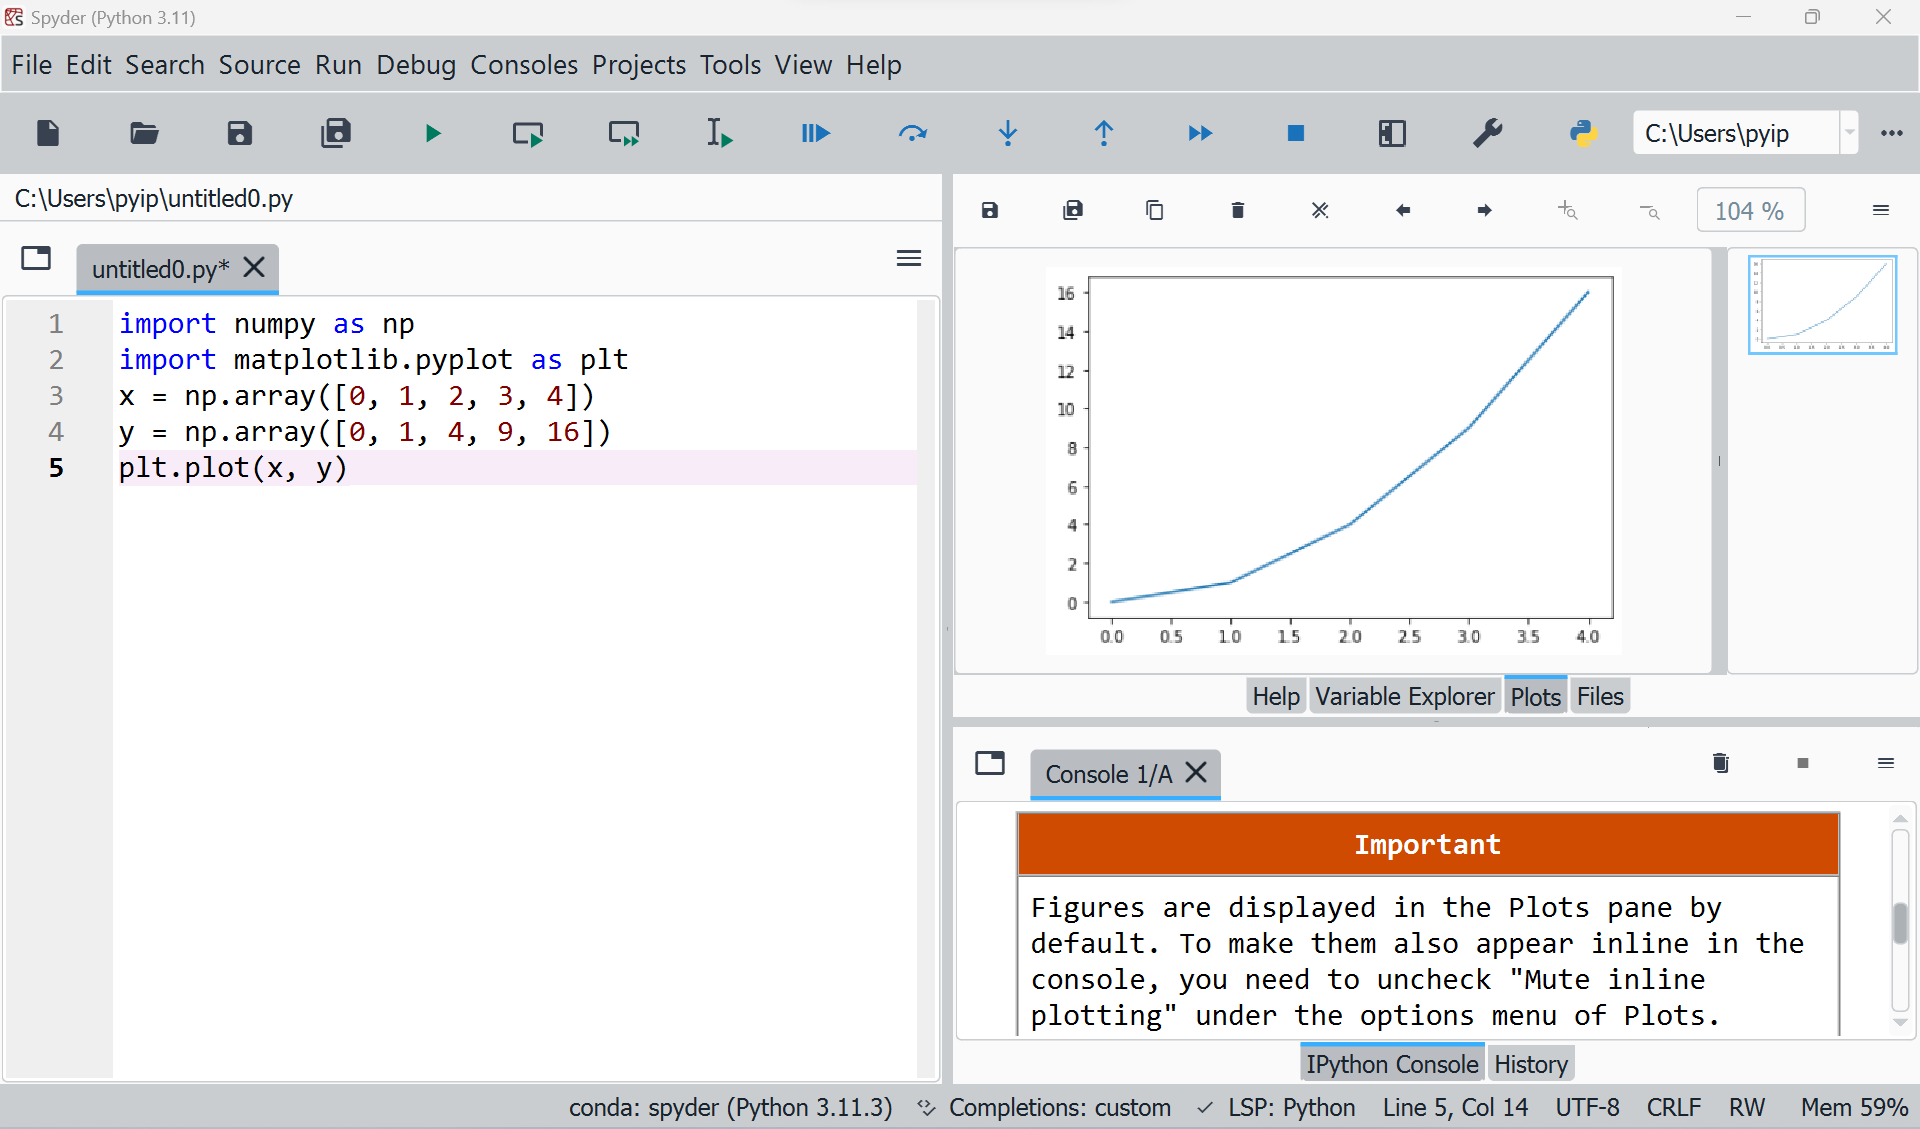 Spyder (Python 3.11)
File Edit Search Source Run Debug Consoles Projects Tools View Help
C:\Users\pyip
C:\Users\pyip\untitled0.py
untitled0.py*
1 import numpy as np
2 import matplotlib.pyplot as plt
3 x = np.array([0, 1, 2, 3, 4])
4 y = np.array([0, 1, 4, 9, 16])
5 plt.plot(x, y)
104 %
16
14
12
10
8
6
4
2
0
0.0 0.5 1.0 1.5 2.0 2.5 3.0 3.5 4.0
Help Variable Explorer Plots Files
Console 1/A
Important
Figures are displayed in the Plots pane by
default. To make them also appear inline in the
console, you need to uncheck "Mute inline
plotting" under the options menu of Plots.
IPython Console History
conda: spyder (Python 3.11.3) Completions: custom LSP: Python Line 5, Col 14 UTF-8 CRLF RW Mem 59%